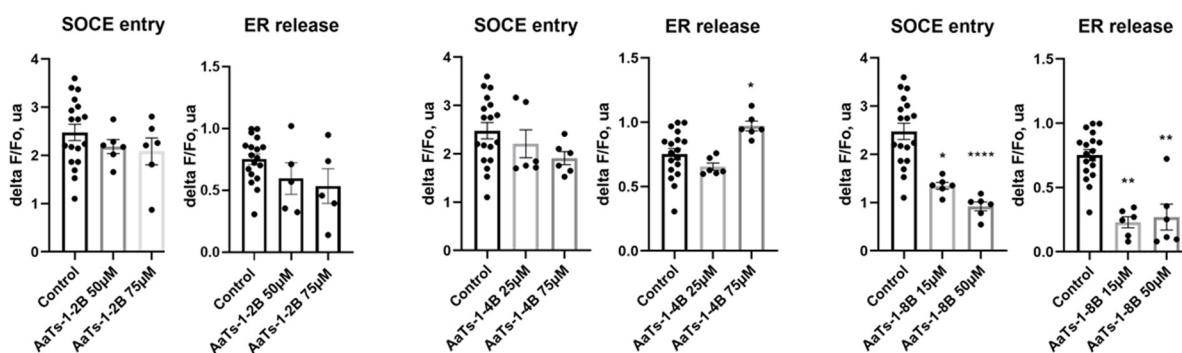 SOCE entry
delta F/Fo, ua
4
3
2
1
0
Control
AaTs-1-2B 50μM
AaTs-1-2B 75μM
ER release
delta F/Fo, ua
1.5
1.0
0.5
0.0
Control
AaTs-1-2B 50μM
AaTs-1-2B 75μM
SOCE entry
delta F/Fo, ua
4
3
2
1
0
Control
AaTs-1-4B 25μM
AaTs-1-4B 75μM
ER release
delta F/Fo, ua
1.5
1.0
0.5
0.0
*
Control
AaTs-1-4B 25μM
AaTs-1-4B 75μM
SOCE entry
delta F/Fo, ua
4
3
2
1
0
*
****
Control
AaTs-1-8B 15μM
AaTs-1-8B 50μM
ER release
delta F/Fo, ua
1.5
1.0
0.5
0.0
**
**
Control
AaTs-1-8B 15μM
AaTs-1-8B 50μM